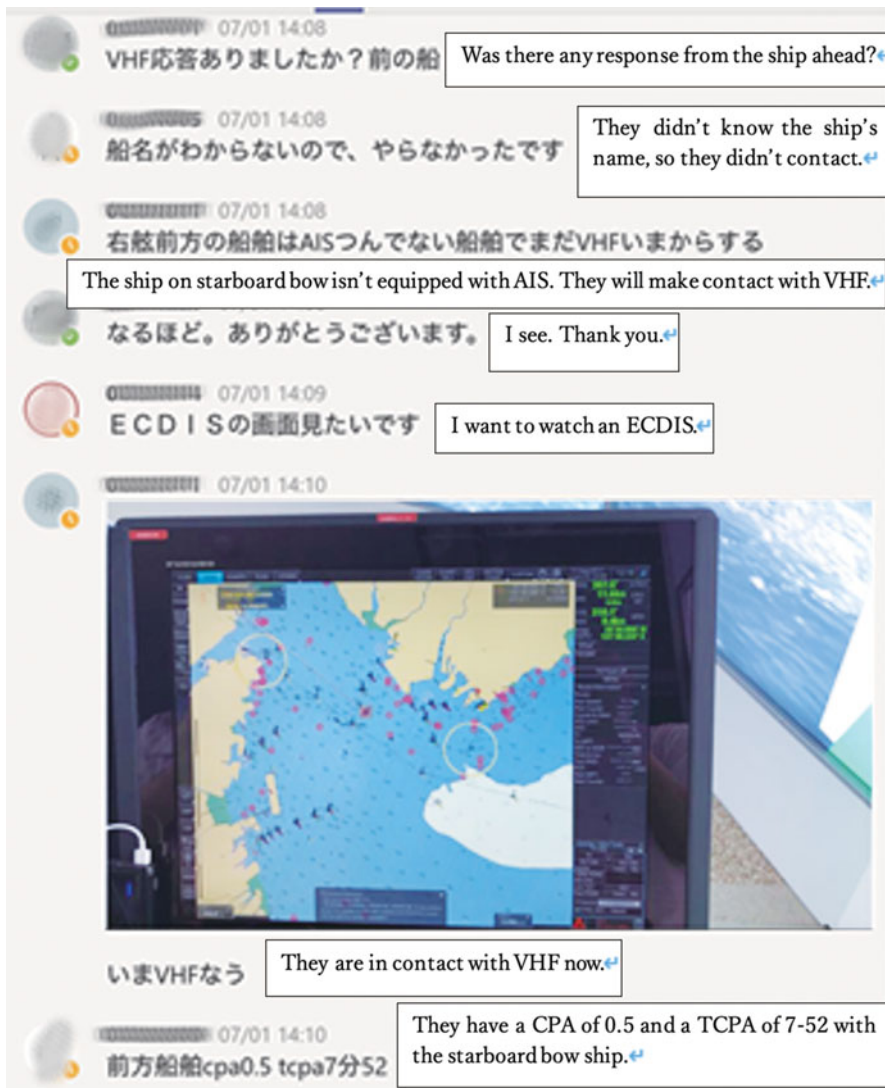 07/01 14:08
VHF応答ありましたか?前の船
Was there any response from the ship ahead?↵
07/01 14:08
船名がわからないので、やらなかったです
They didn't know the ship's
name, so they didn't contact.↵
07/01 14:08
右舷前方の船舶はAISつんでない船舶でまだVHFいまからする
The ship on starboard bow isn't equipped with AIS. They will make contact with VHF.↵
なるほど。ありがとうございます。
I see. Thank you.↵
07/01 14:09
ECDISの画面見たいです
I want to watch an ECDIS.↵
07/01 14:10
いまVHFなう
They are in contact with VHF now.↵
07/01 14:10
前方船舶cpa0.5 tcpa7分52
They have a CPA of 0.5 and a TCPA of 7-52 with
the starboard bow ship.↵